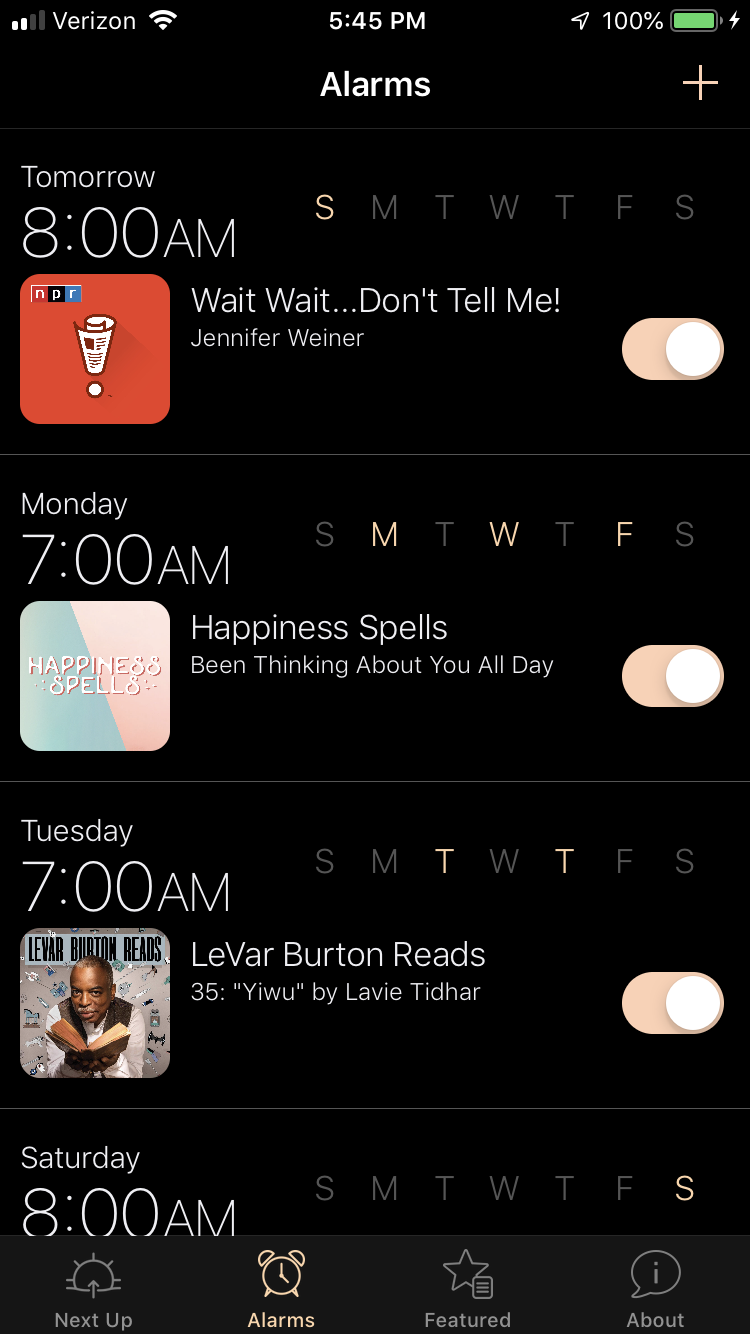 Verizon 5:45 PM 100%
Alarms
Tomorrow
S M T W T F S
8:00AM
npr
Wait Wait...Don't Tell Me!
Jennifer Weiner
Monday
S M T W T F S
7:00AM
HAPPINESS
SPELLS
Happiness Spells
Been Thinking About You All Day
Tuesday
S M T W T F S
7:00AM
LEVAR BURTON READS
LeVar Burton Reads
35: "Yiwu" by Lavie Tidhar
Saturday
S M T W T F S
8:00AM
Next Up Alarms Featured About